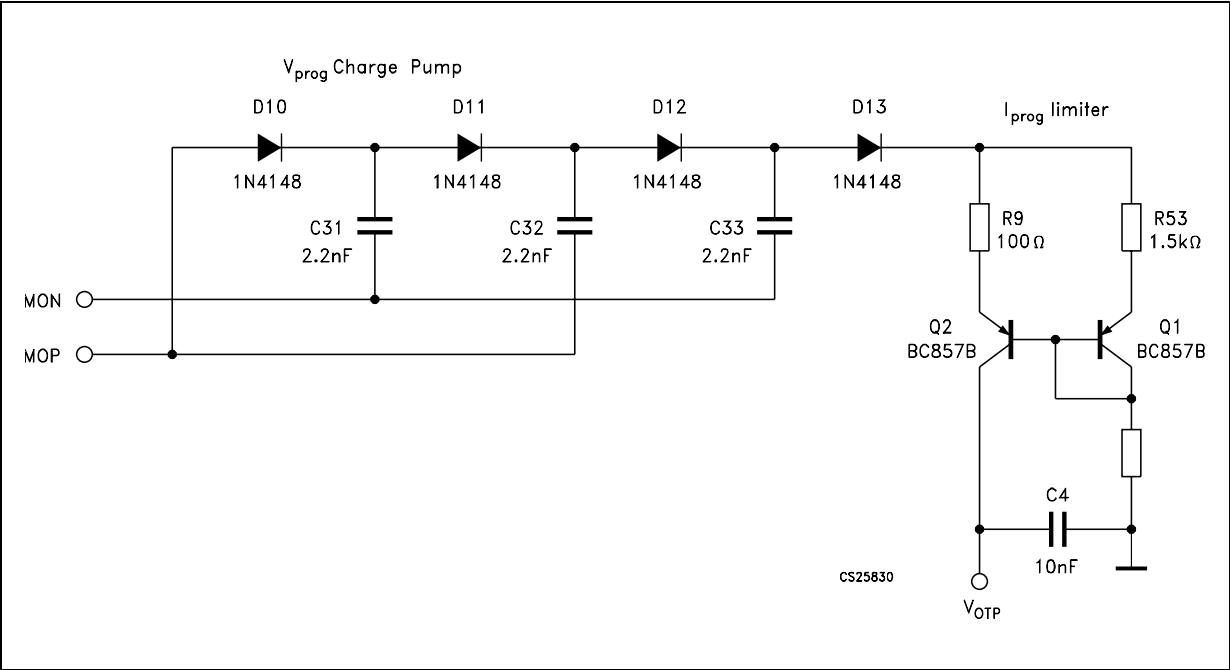 Vprog Charge Pump
D10
D11
D12
D13
Iprog limiter
1N4148
1N4148
1N4148
1N4148
C31
2.2nF
C32
2.2nF
C33
2.2nF
R9
100Ω
R53
1.5kΩ
MON
MOP
Q2
BC857B
Q1
BC857B
C4
10nF
CS25830
VOTP